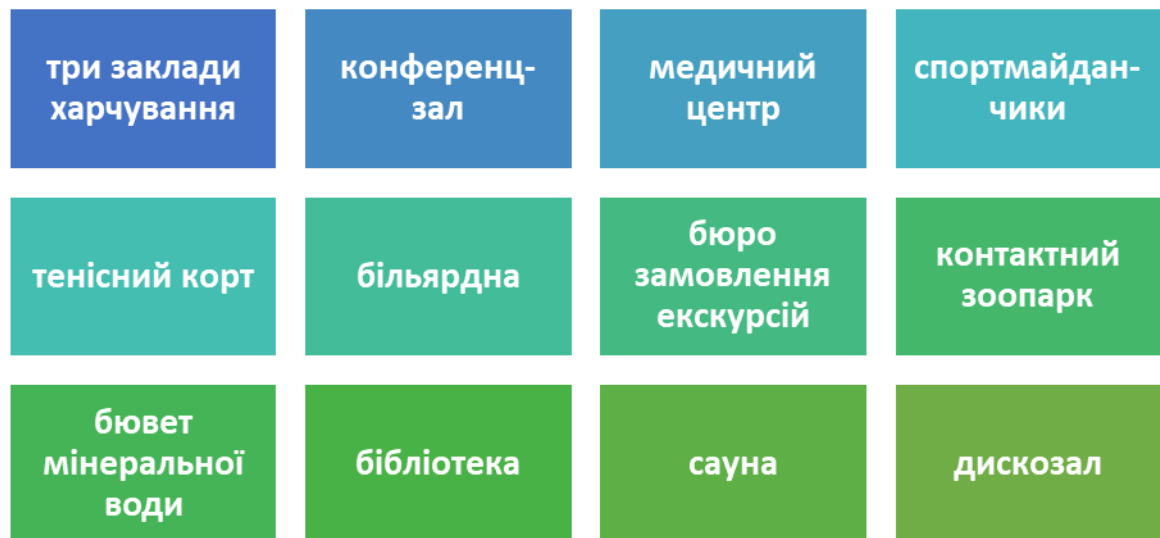 три заклади
харчування
конференц-
зал
медичний
центр
спортмайдан-
чики
тенісний корт
більярдна
бюро
замовлення
екскурсій
контактний
зоопарк
бювет
мінеральної
води
бібліотека
сауна
дискозал